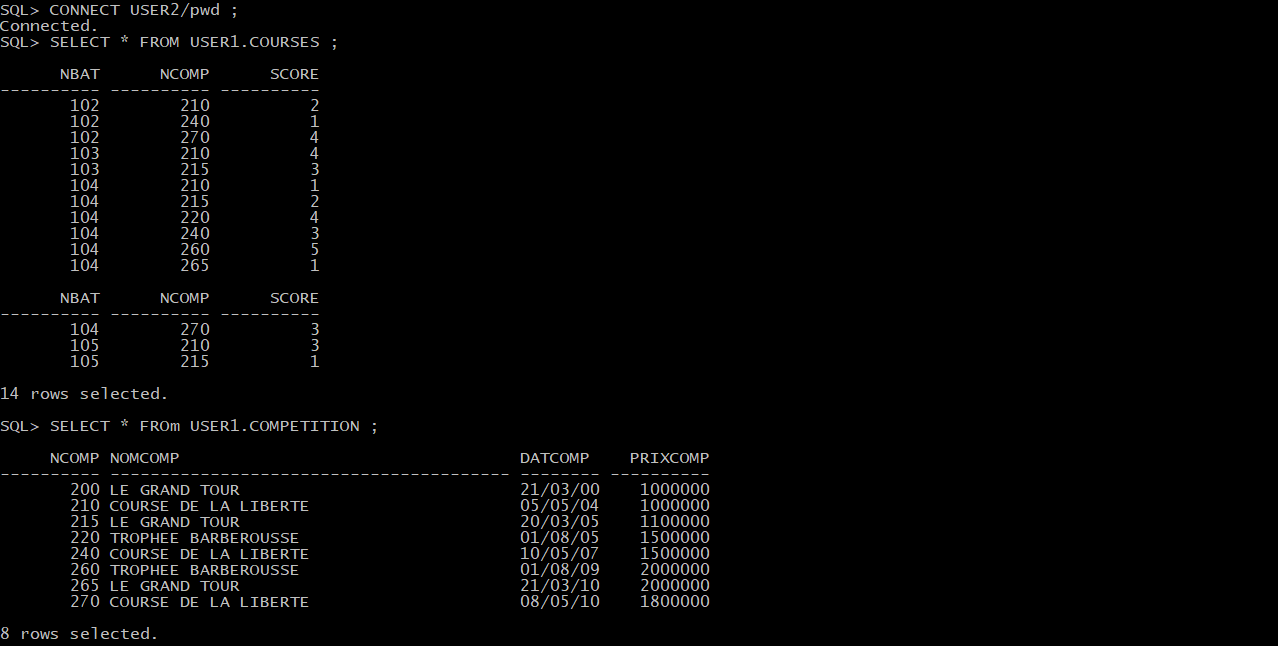 SQL> CONNECT USER2/pwd ;
Connected.
SQL> SELECT * FROM USER1.COURSES ;
NBAT NCOMP SCORE
---------- ---------- ----------
102 210 2
102 240 1
102 270 4
103 210 4
103 215 3
104 210 1
104 215 2
104 220 4
104 240 3
104 260 5
104 265 1
NBAT NCOMP SCORE
---------- ---------- ----------
104 270 3
105 210 3
105 215 1
14 rows selected.
SQL> SELECT * FROm USER1.COMPETITION ;
NCOMP NOMCOMP DATCOMP PRIXCOMP
---------- ---------------------------------------- -------- ----------
200 LE GRAND TOUR 21/03/00 1000000
210 COURSE DE LA LIBERTE 05/05/04 1000000
215 LE GRAND TOUR 20/03/05 1100000
220 TROPHEE BARBEROUSSE 01/08/05 1500000
240 COURSE DE LA LIBERTE 10/05/07 1500000
260 TROPHEE BARBEROUSSE 01/08/09 2000000
265 LE GRAND TOUR 21/03/10 2000000
270 COURSE DE LA LIBERTE 08/05/10 1800000
8 rows selected.